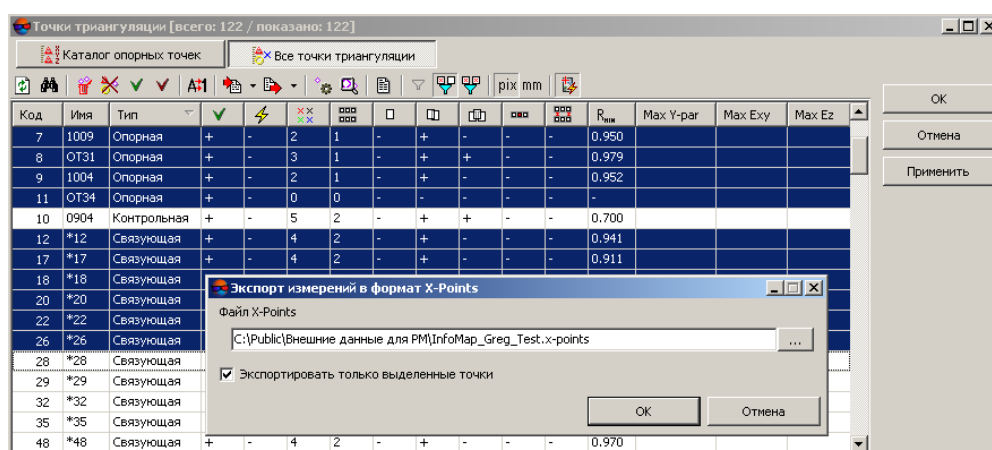 Точки триангуляции [всего: 122 / показано: 122]
Каталог опорных точек Все точки триангуляции
pix mm
OK
Отмена
Применить
Код Имя Тип Rмин Max Y-par Max Exy Max Ez
7 1009 Опорная + - 2 1 - + - - - 0.950
8 ОТ31 Опорная + - 3 1 - + + - - 0.979
9 1004 Опорная + - 2 1 - + - - - 0.952
11 ОТ34 Опорная + - 0 0 - - - - - -
10 0904 Контрольная + - 5 2 - + + - - 0.700
12 *12 Связующая + - 4 2 - + - - - 0.941
17 *17 Связующая + - 4 2 - + - - - 0.911
18 *18 Связующая
20 *20 Связующая
22 *22 Связующая
26 *26 Связующая
28 *28 Связующая
29 *29 Связующая
32 *32 Связующая
35 *35 Связующая
48 *48 Связующая + - 4 2 - + - - - 0.970
Экспорт измерений в формат X-Points
Файл X-Points
C:\Public\Внешние данные для PM\InfoMap_Greg_Test.x-points ...
Экспортировать только выделенные точки
OK Отмена